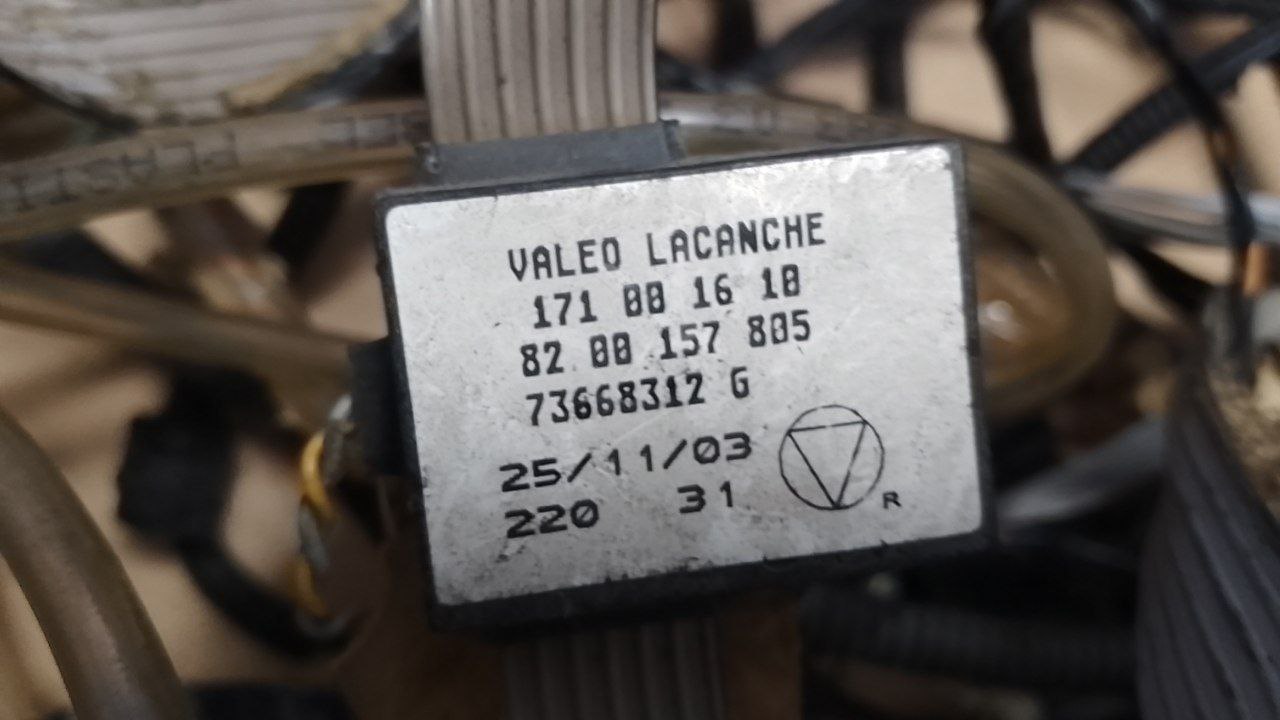 VALEO LACANCHE
171 00 16 10
82 00 157 805
73668312 G
25/11/03
220 31
R